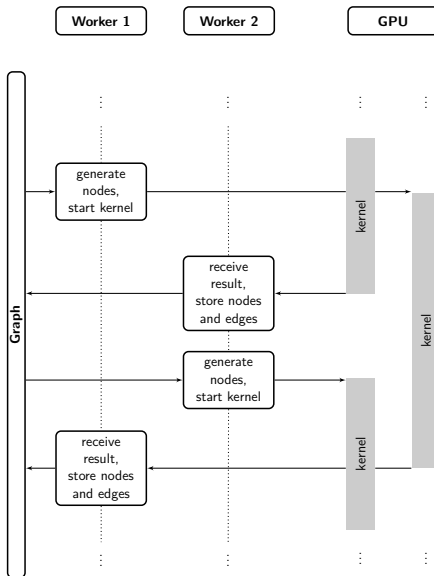 Worker 1
Worker 2
GPU
generate
nodes,
start kernel
kernel
kernel
receive
result,
store nodes
and edges
Graph
generate
nodes,
start kernel
kernel
receive
result,
store nodes
and edges